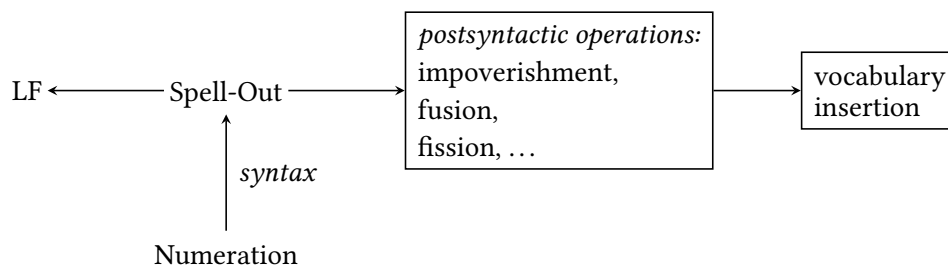 postsyntactic operations:
impoverishment,
fusion,
fission, …
LF
Spell-Out
vocabulary
insertion
syntax
Numeration